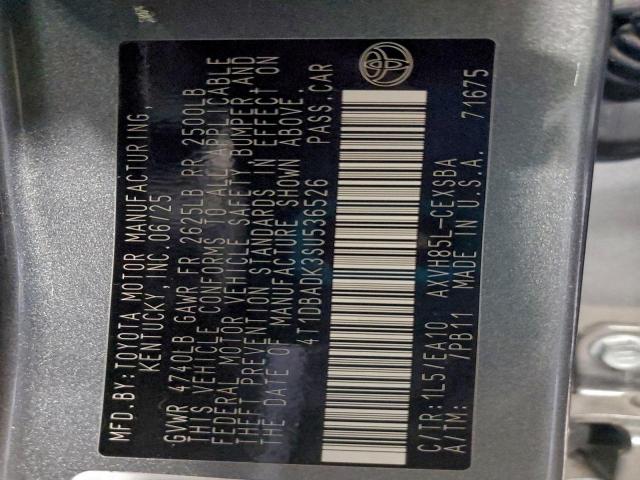 MFD.BY:TOYOTA MOTOR MANUFACTURING,
KENTUCKY, INC.06/25
GVWR 4740LB GAWR FR 2625LB RR 2500LB
THIS VEHICLE CONFORMS TO ALL APPLICABLE
FEDERAL MOTOR VEHICLE SAFETY BUMPER,AND
THEFT PREVENTION STANDARDS IN EFFECT ON
THE DATE OF MANUFACTURE SHOWN ABOVE.
4T1DBADK3SU536526 PASS.CAR
C/TR:1L5/EA10 AXVH85L-CEXSBA
A/TM: 7PB11 MADE IN U.S.A. 71675